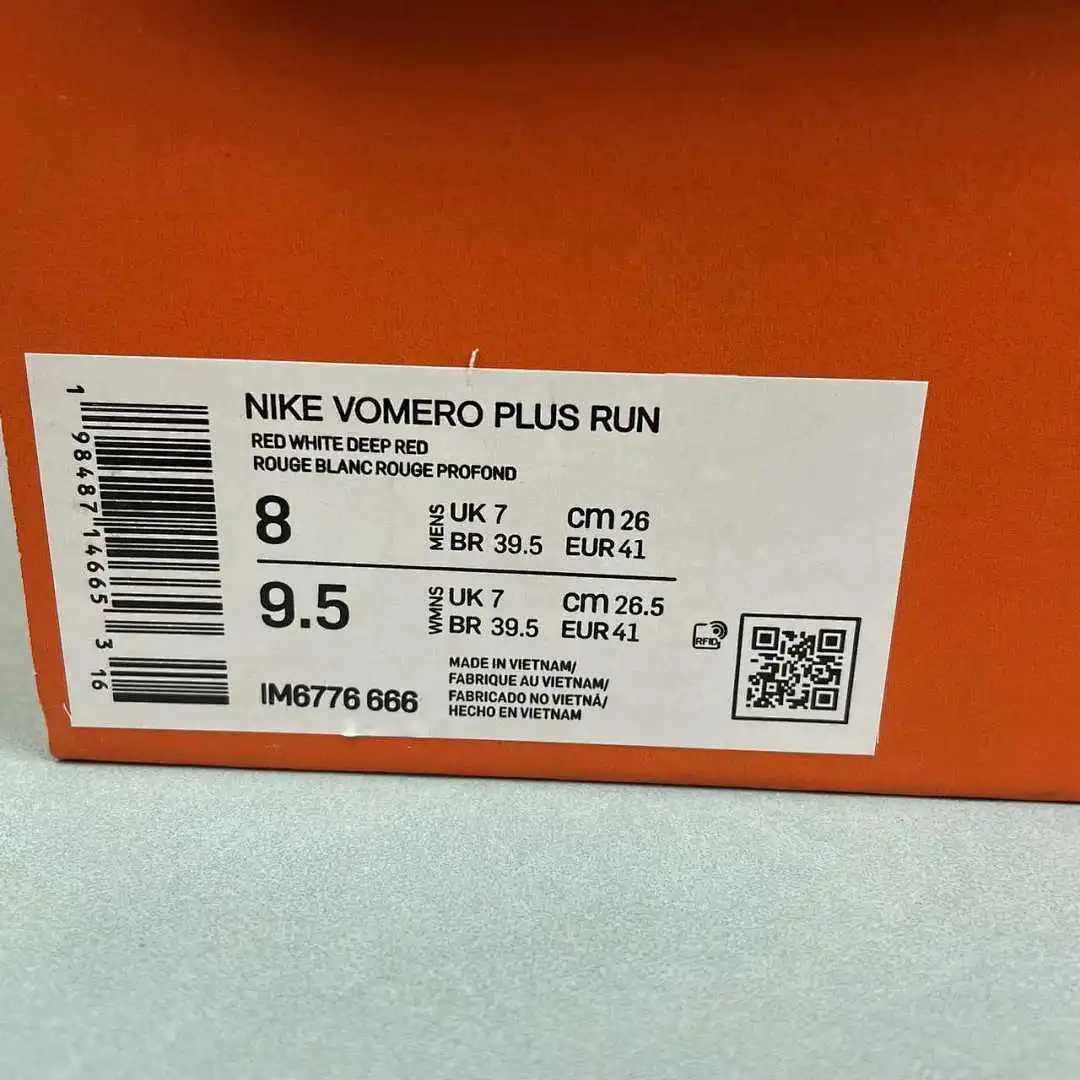 NIKE VOMERO PLUS RUN
RED WHITE DEEP RED
ROUGE BLANC ROUGE PROFOND
8
MENS
UK 7 cm 26
BR 39.5 EUR 41
9.5
WMNS
UK 7 cm 26.5
BR 39.5 EUR 41
RFID
IM6776 666
MADE IN VIETNAM/
FABRIQUE AU VIETNAM/
FABRICADO NO VIETNÁ/
HECHO EN VIETNAM
1 98487 14665 3 16